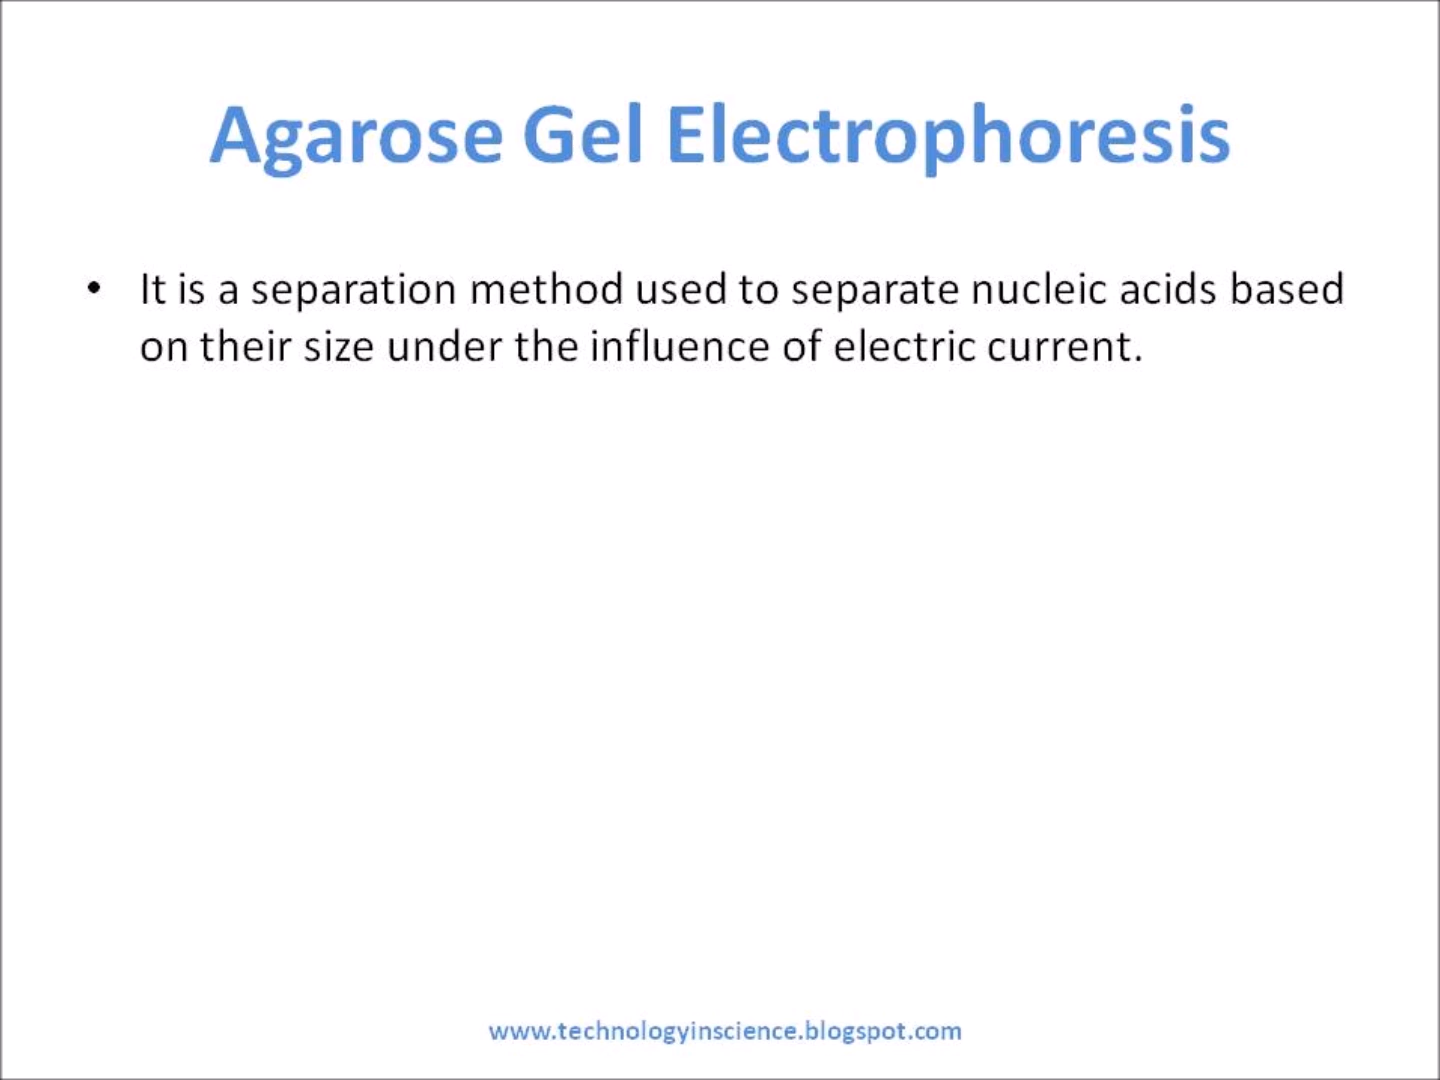 Agarose Gel Electrophoresis
• It is a separation method used to separate nucleic acids based
on their size under the influence of electric current.
www.technologyinscience.blogspot.com